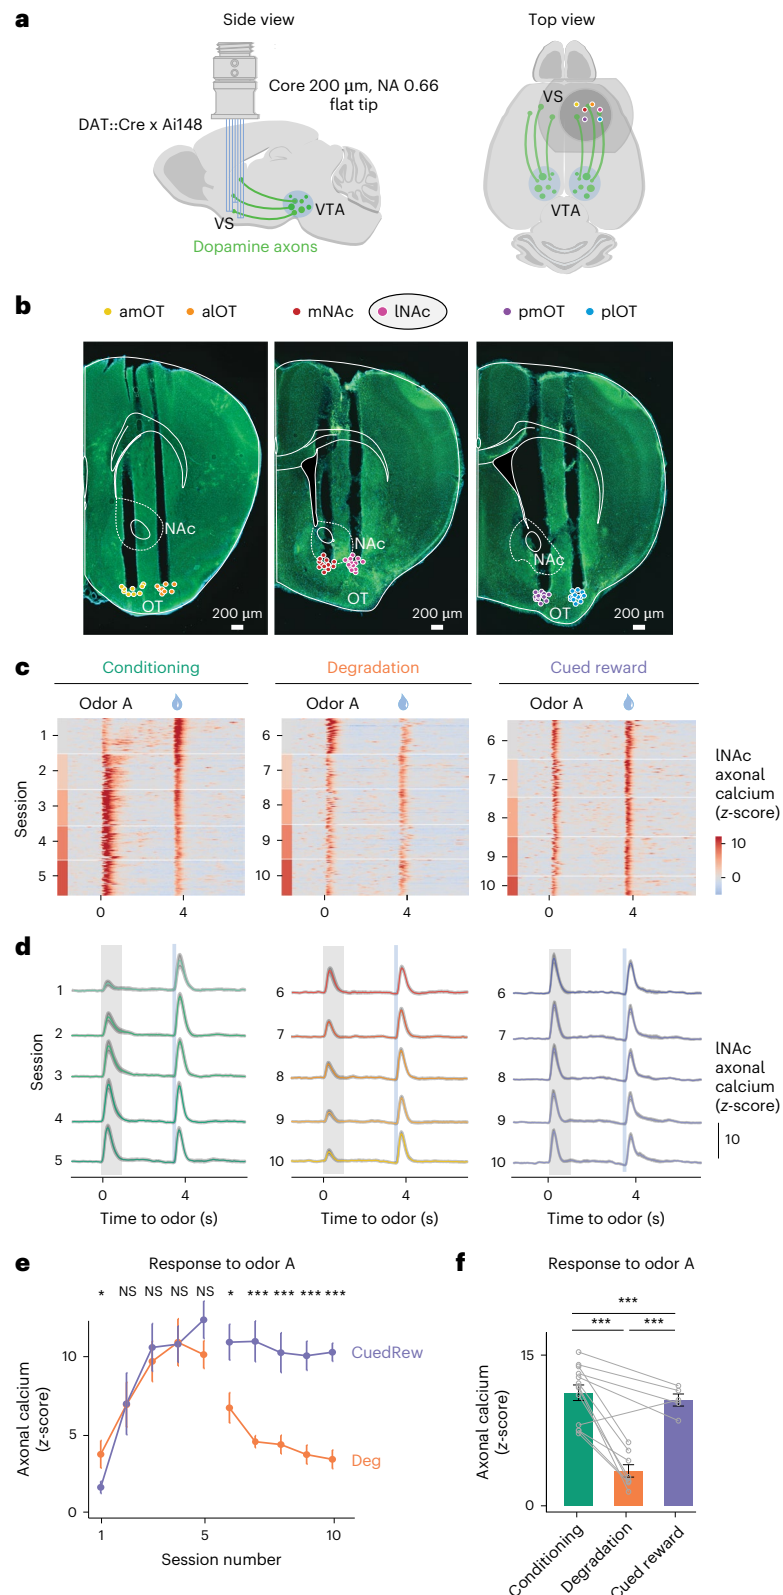 a
Side view
Top view
Core 200 µm, NA 0.66
flat tip
DAT::Cre x Ai148
VS
VTA
Dopamine axons
VS
VTA
b
amOT alOT mNAc lNAc pmOT plOT
NAc
OT
200 µm
NAc
OT
200 µm
NAc
OT
200 µm
c
Conditioning Degradation Cued reward
Odor A Odor A Odor A
Session
1
2
3
4
5
0 4
6
7
8
9
10
0 4
6
7
8
9
10
0 4
lNAc
axonal
calcium
(z-score)
10
0
d
Session
1
2
3
4
5
0 4
Time to odor (s)
6
7
8
9
10
0 4
Time to odor (s)
6
7
8
9
10
0 4
Time to odor (s)
lNAc
axonal
calcium
(z-score)
10
e
Response to odor A
* NS NS NS NS * *** *** *** ***
Axonal calcium
(z-score)
10
5
0
CuedRew
Deg
1 5 10
Session number
f
Response to odor A
***
*** ***
Axonal calcium
(z-score)
15
0
Conditioning
Degradation
Cued reward